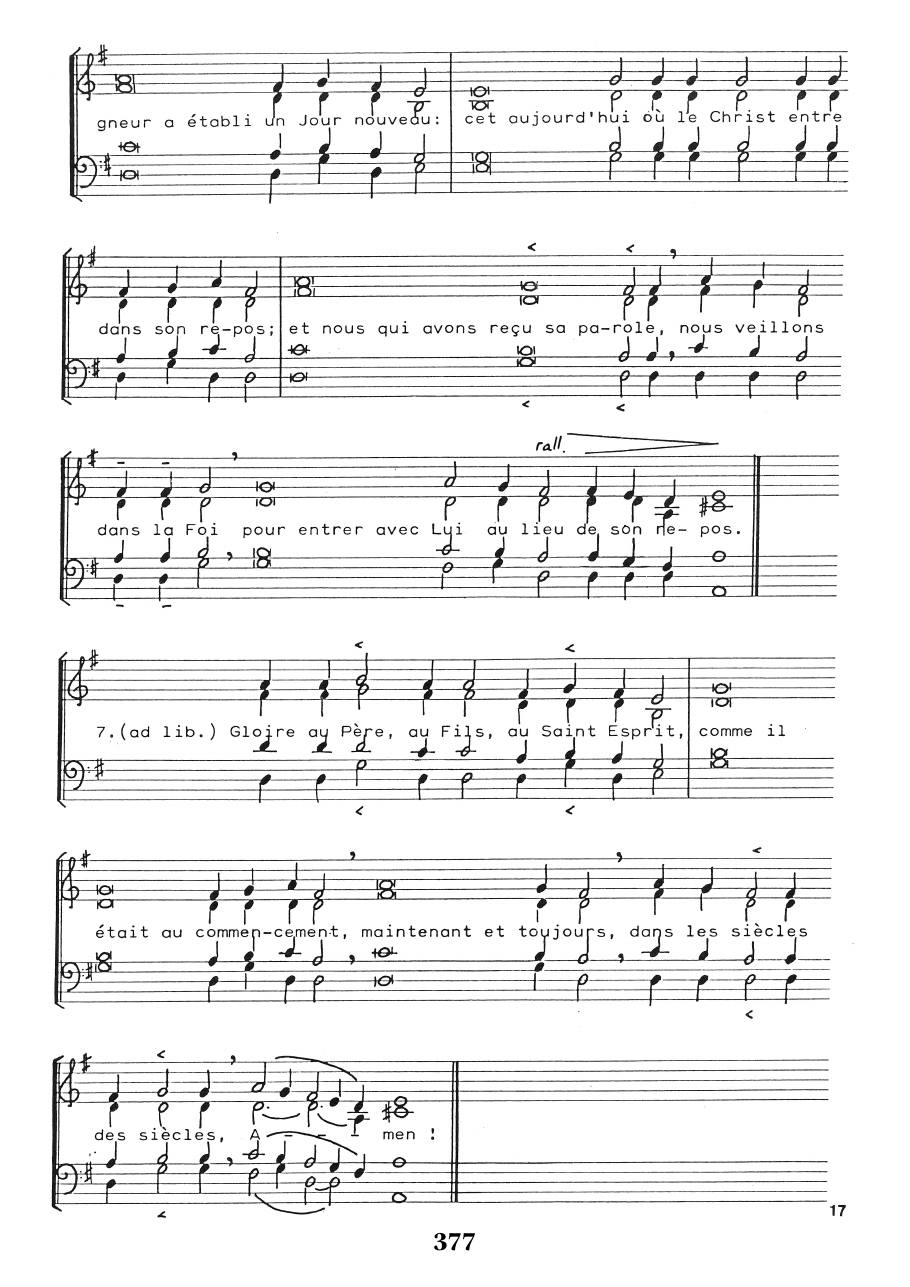 gneur a établi un Jour nouveau: cet aujourd'hui où le Christ entre
dans son re-pos; et nous qui avons reçu sa pa-role, nous veillons
rall.
dans la Foi pour entrer avec Lui au lieu de son re- pos.
7.(ad lib.) Gloire au Père, au Fils, au Saint Esprit, comme il
était au commen-cement, maintenant et toujours, dans les siècles
des siècles, A - - - men !
17
377